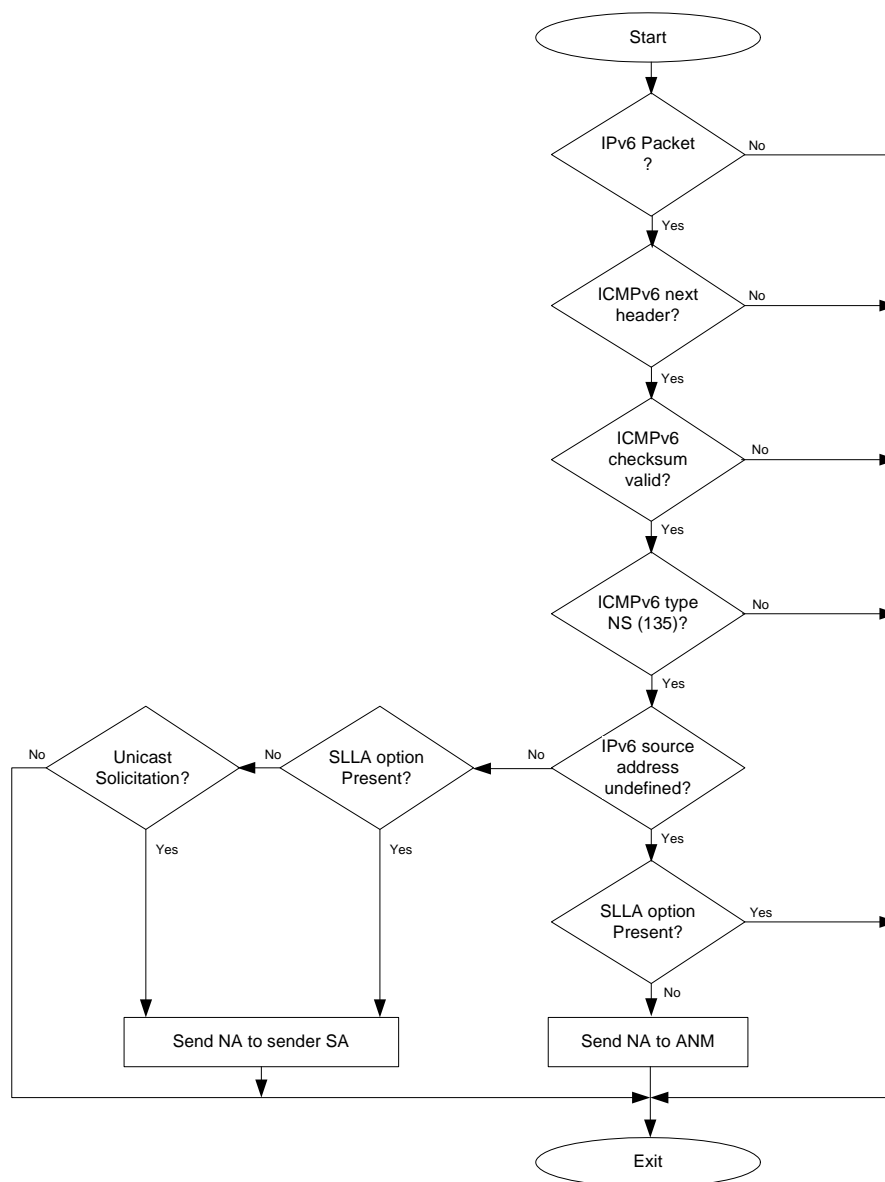 Start
IPv6 Packet
?
No
Yes
ICMPv6 next
header?
No
Yes
ICMPv6
checksum
valid?
No
Yes
ICMPv6 type
NS (135)?
No
Yes
IPv6 source
address
undefined?
No
Yes
SLLA option
Present?
No
Yes
Unicast
Solicitation?
No
Yes
SLLA option
Present?
Yes
No
Send NA to sender SA
Send NA to ANM
Exit